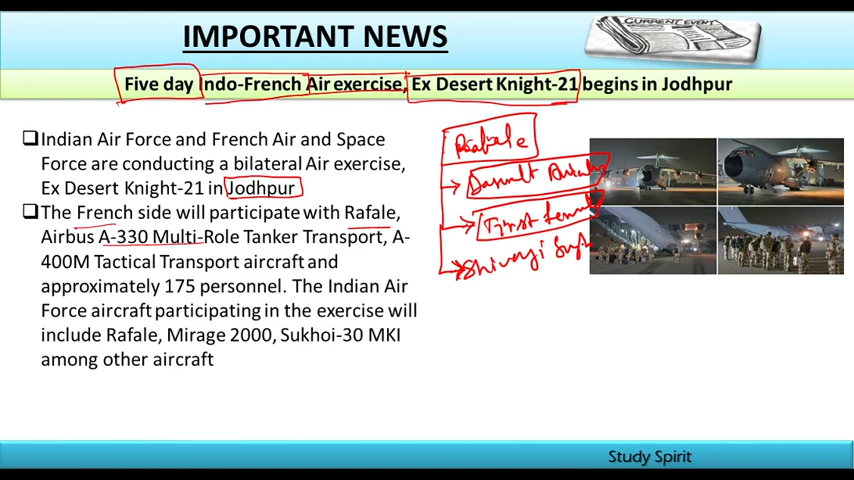 IMPORTANT NEWS
CURRENT EVENT
Five day Indo-French Air exercise, Ex Desert Knight-21 begins in Jodhpur
❑Indian Air Force and French Air and Space
Force are conducting a bilateral Air exercise,
Ex Desert Knight-21 in Jodhpur
❑The French side will participate with Rafale,
Airbus A-330 Multi-Role Tanker Transport, A-
400M Tactical Transport aircraft and
approximately 175 personnel. The Indian Air
Force aircraft participating in the exercise will
include Rafale, Mirage 2000, Sukhoi-30 MKI
among other aircraft
Rafale
First
Shivangi Singh
Study Spirit